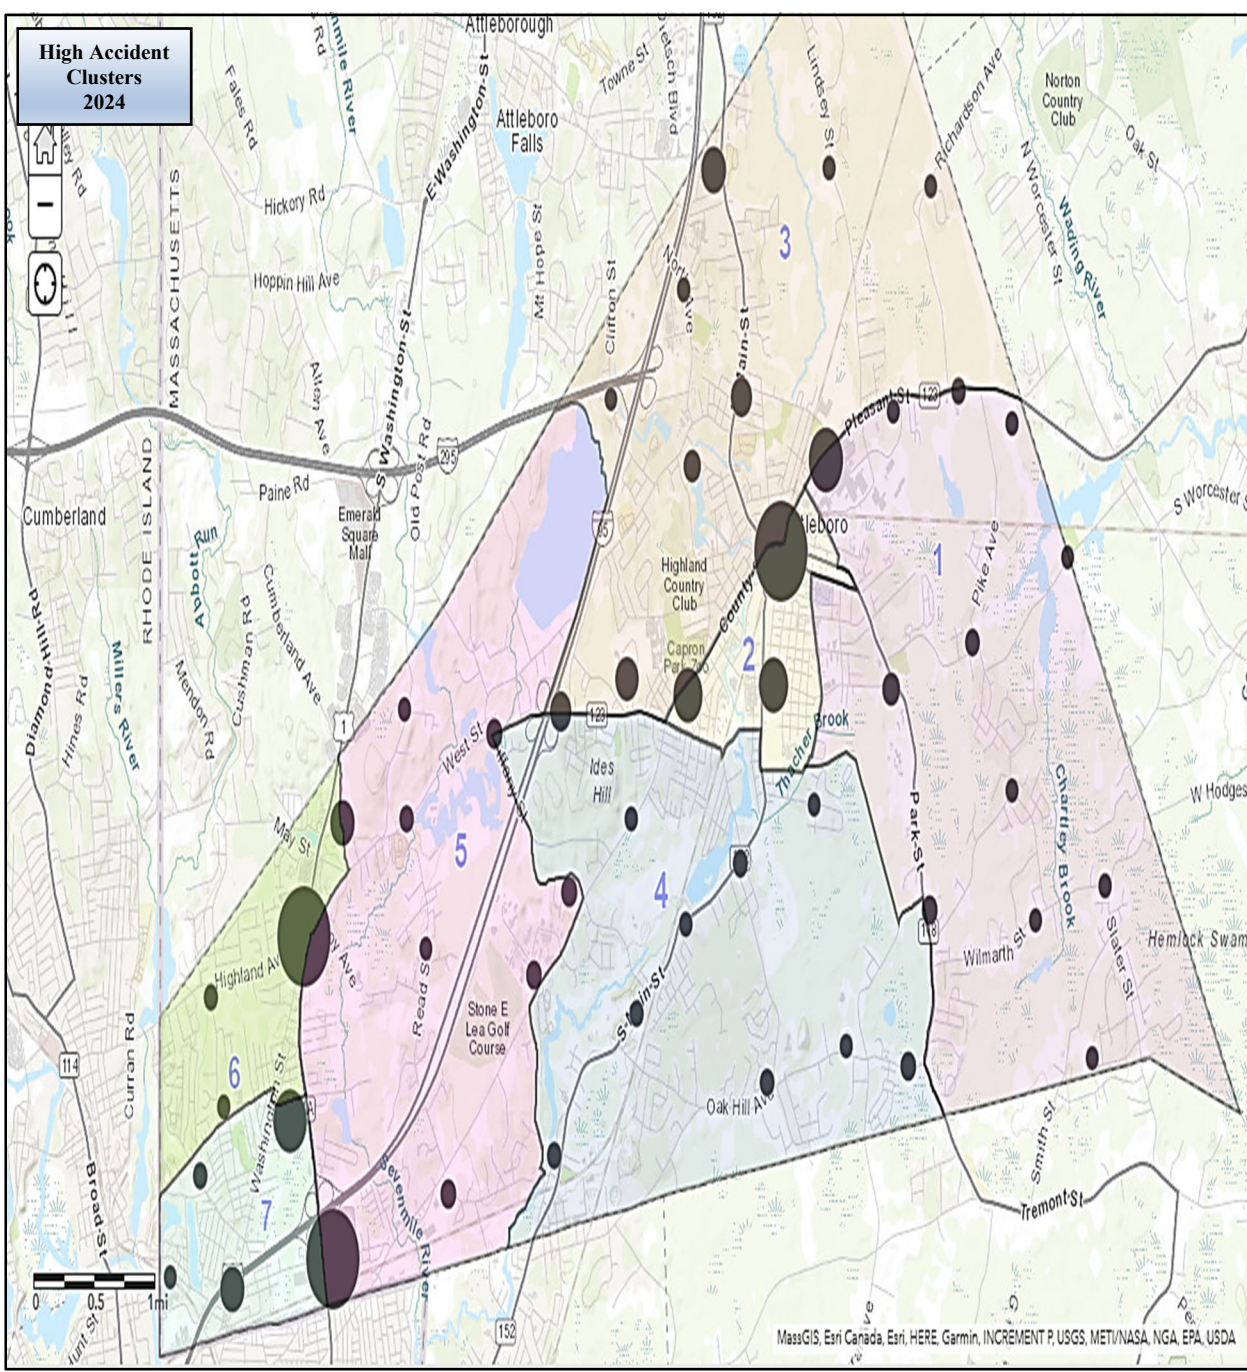 High Accident
Clusters
2024
Attleborough
Towne St
Lindsey St
Richardson Ave
Norton
Country
Club
Oak St
Fales Rd
E-Washington-St
Attleboro
Falls
N Worcester St
Wading River
MASSACHUSETTS
Hickory Rd
Mt Hope St
3
Hoppin Hill Ave
Clifton St
Allen Ave
S Washington-St
Old Post Rd
Pleasant-St
123
295
Paine Rd
S Worcester S
Cumberland
RHODE ISLAND
Emerald
Square
Mall
95
leboro
Abbott Run
1
Pike Ave
Highland
Country
Club
County-S
Cumberland Ave
Cushman Rd
Mendon Rd
Millers River
Diamond-Hill-Rd
Hines Rd
Capron
Park Zoo
2
1
West St
123
Thacher Brook
Ides
Hill
W Hodges
Park-St
Chartley Brook
May St
5
4
118
Wilmarth St
Slater St
Hemlock Swam
Highland Av
Read S
S-Main-St
Stone E
Lea Golf
Course
Curran Rd
114
6
Washington St
Oak Hill Ave
Smith St
Broad-St
7
Sevenmile River
Tremont-St
0 0.5 1mi
Hunt St
152
MassGIS, Esri Canada, Esri, HERE, Garmin, INCREMENT P, USGS, METI/NASA, NGA, EPA, USDA